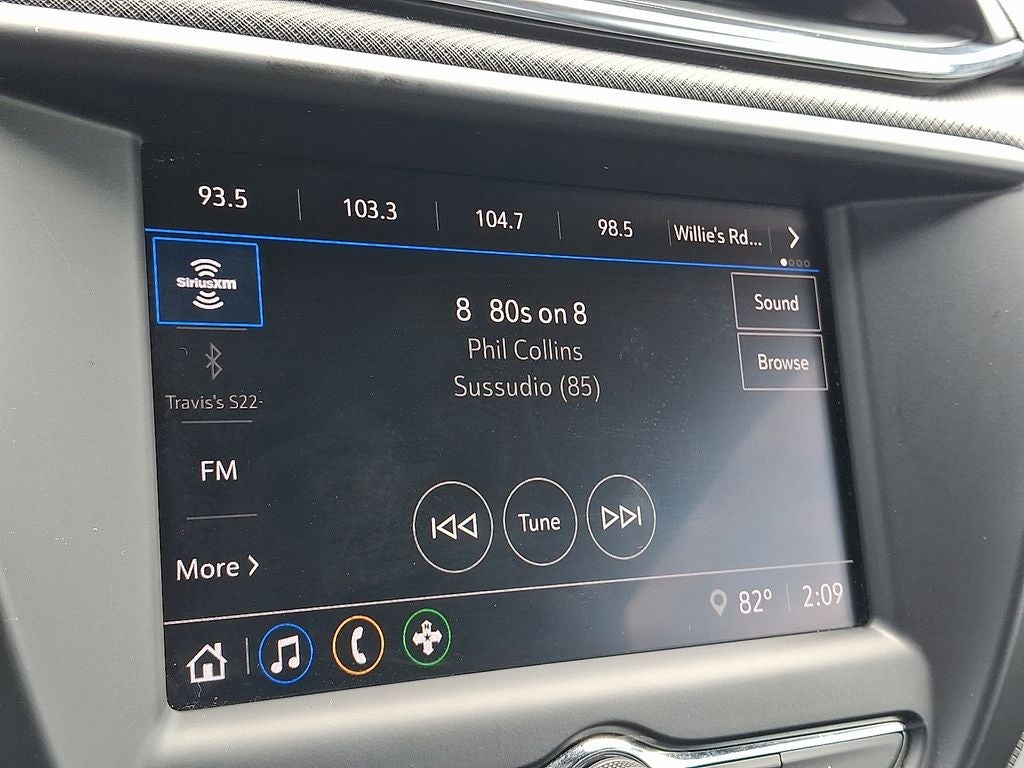 93.5
103.3
104.7
98.5
Willie's Rd...
SiriusXM
8 80s on 8
Phil Collins
Sussudio (85)
Sound
Browse
Travis's S22-
FM
Tune
More >
82°
2:09
N